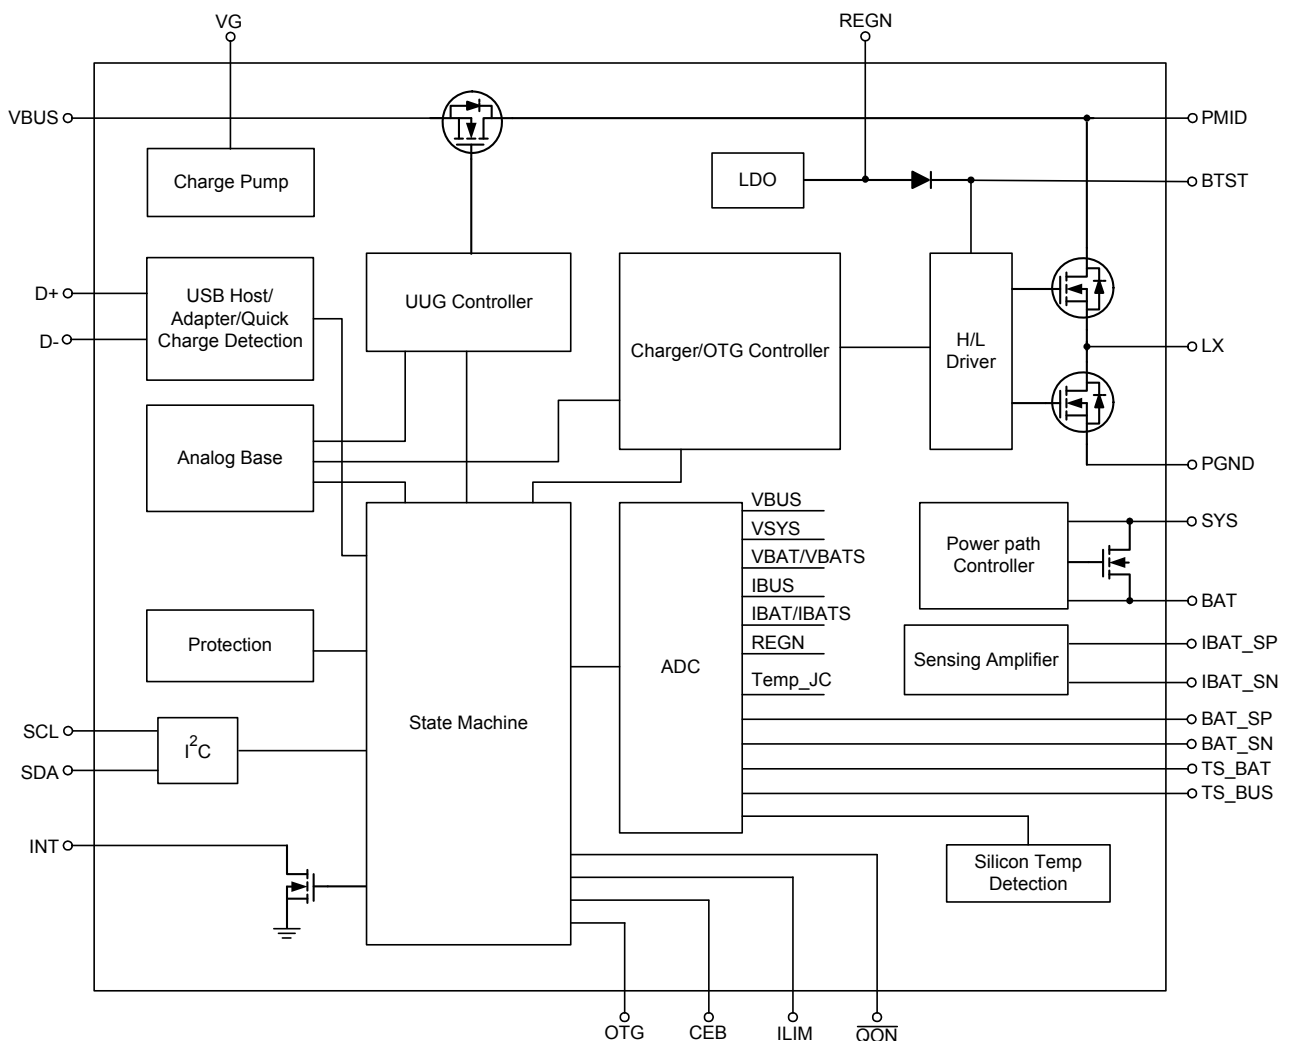 VG
REGN
VBUS
PMID
Charge Pump
LDO
BTST
D+
D-
USB Host/
Adapter/Quick
Charge Detection
UUG Controller
Charger/OTG Controller
H/L
Driver
LX
Analog Base
PGND
VBUS
VSYS
VBAT/VBATS
IBUS
IBAT/IBATS
REGN
Temp_JC
Power path
Controller
SYS
BAT
Protection
ADC
Sensing Amplifier
IBAT_SP
IBAT_SN
State Machine
SCL
SDA
I2C
BAT_SP
BAT_SN
TS_BAT
TS_BUS
INT
Silicon Temp
Detection
OTG
CEB
ILIM
QON